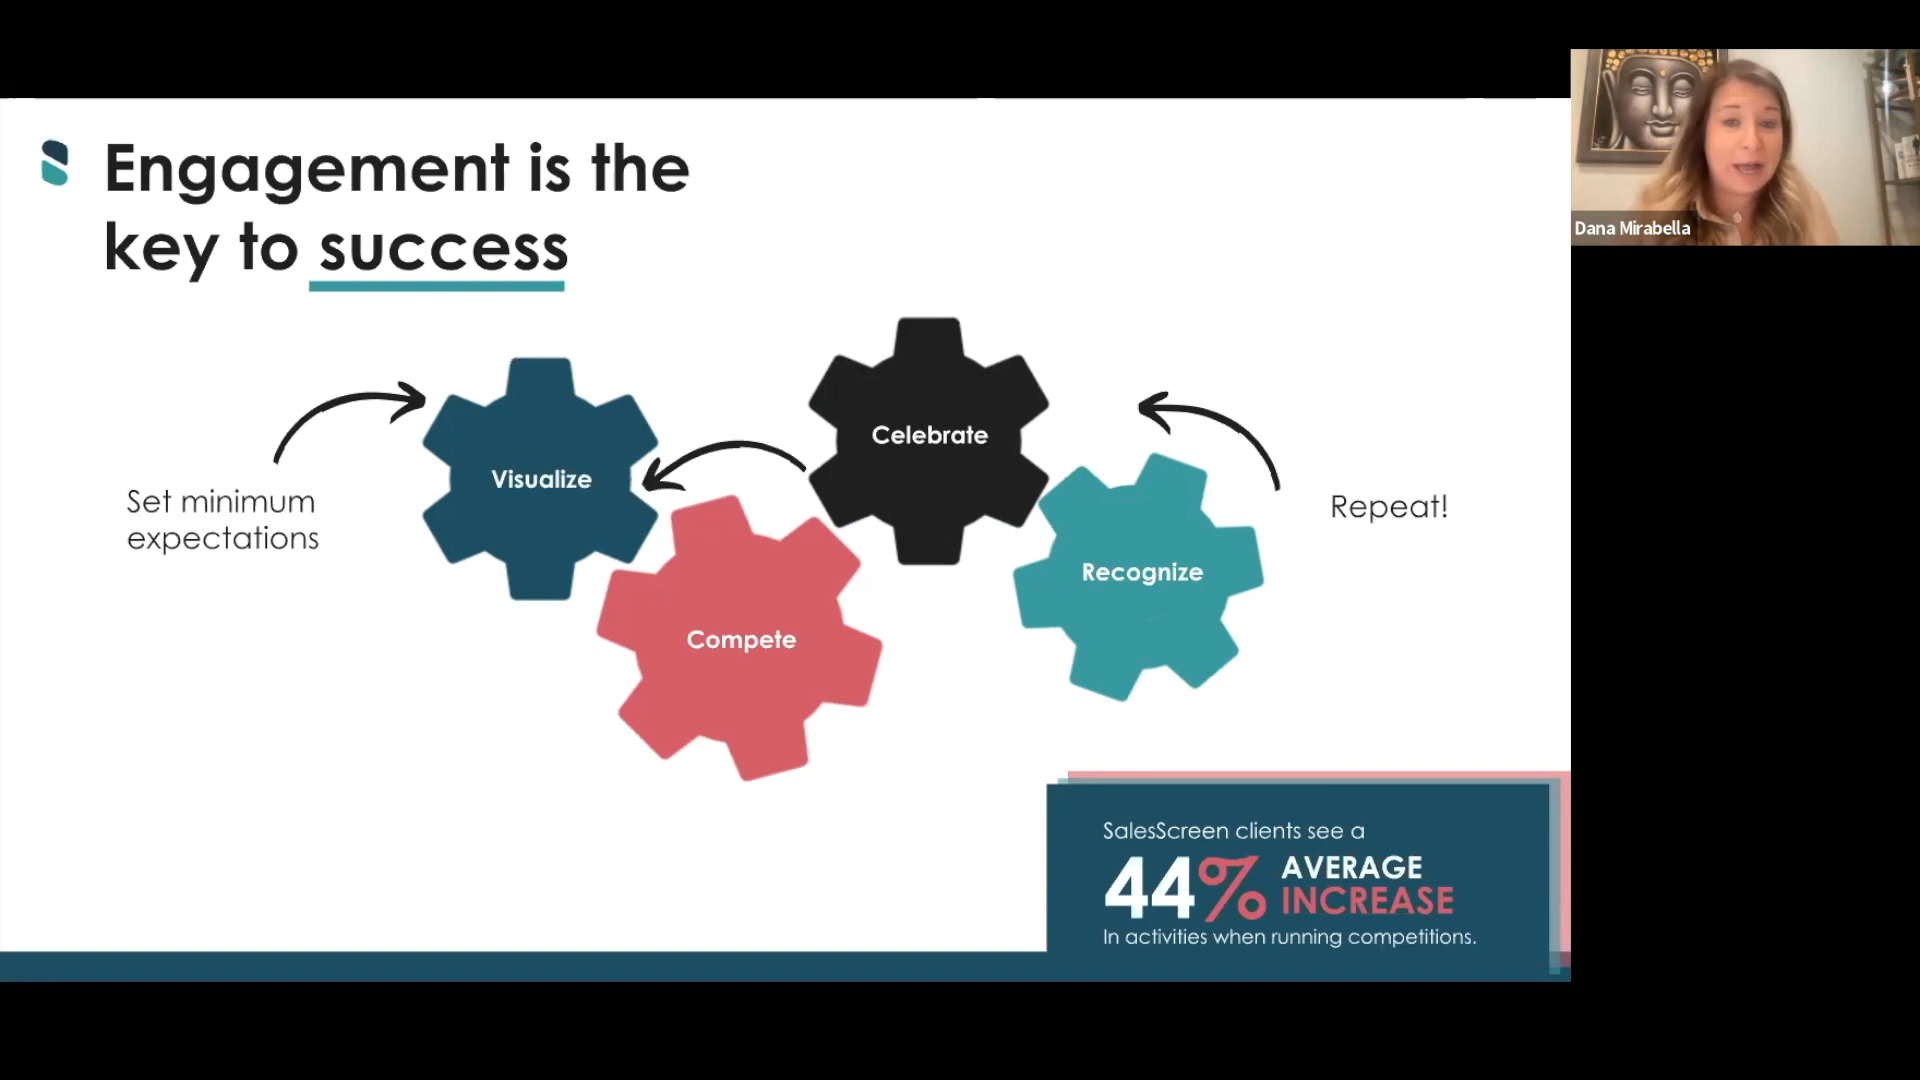 Engagement is the
key to success
Dana Mirabella
Set minimum
expectations
Visualize
Compete
Celebrate
Recognize
Repeat!
SalesScreen clients see a
44% AVERAGE
INCREASE
In activities when running competitions.